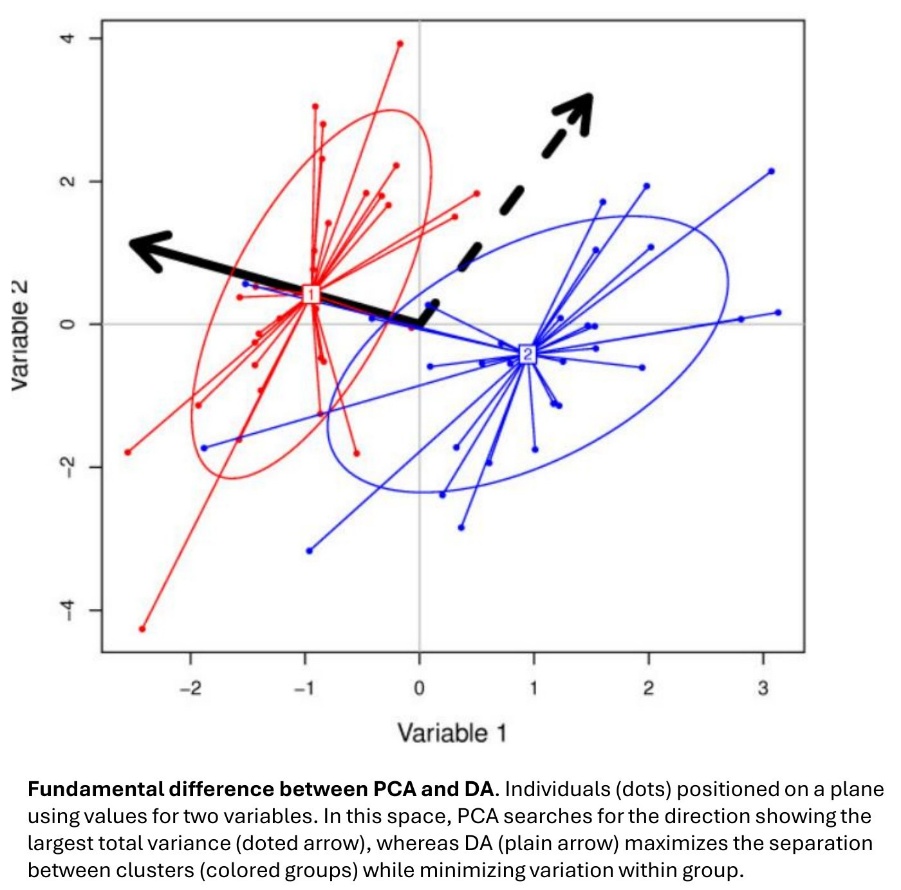 4
2
0
−2
−4
Variable 2
1
2
−2 −1 0 1 2 3
Variable 1
Fundamental difference between PCA and DA. Individuals (dots) positioned on a plane
using values for two variables. In this space, PCA searches for the direction showing the
largest total variance (doted arrow), whereas DA (plain arrow) maximizes the separation
between clusters (colored groups) while minimizing variation within group.